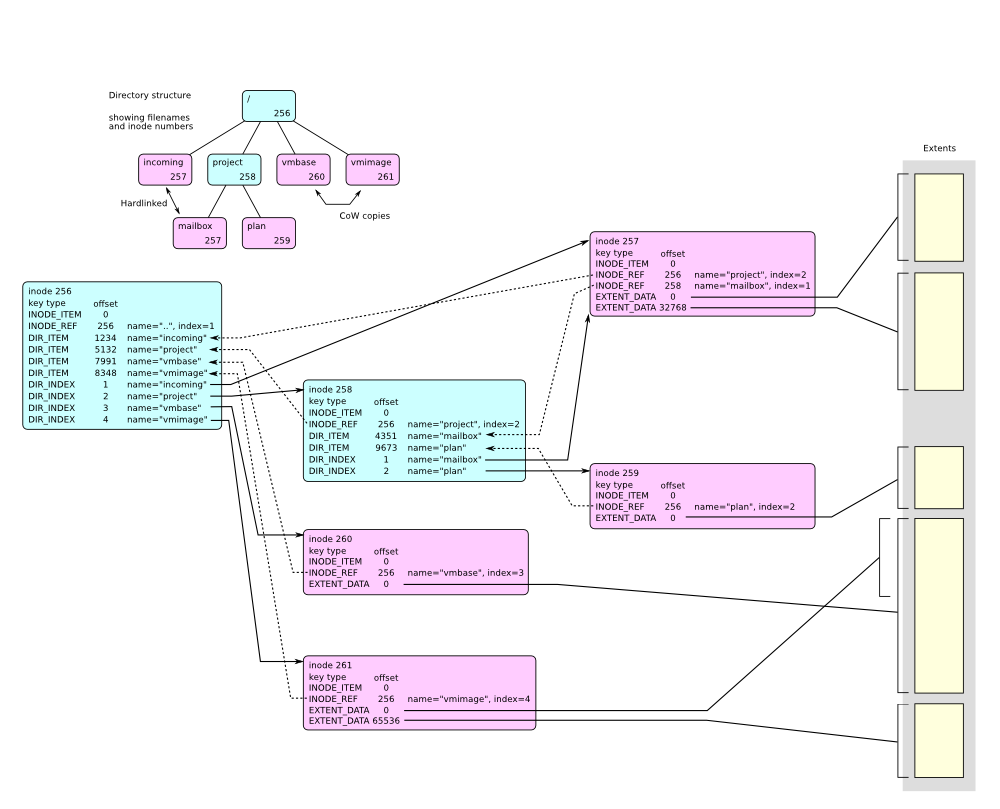 Directory structure
showing filenames
and inode numbers
/
256
incoming
257
project
258
vmbase
260
vmimage
261
Hardlinked
CoW copies
mailbox
257
plan
259
Extents
inode 256
key type offset
INODE_ITEM 0
INODE_REF 256 name="..", index=1
DIR_ITEM 1234 name="incoming"
DIR_ITEM 5132 name="project"
DIR_ITEM 7991 name="vmbase"
DIR_ITEM 8348 name="vmimage"
DIR_INDEX 1 name="incoming"
DIR_INDEX 2 name="project"
DIR_INDEX 3 name="vmbase"
DIR_INDEX 4 name="vmimage"
inode 257
key type offset
INODE_ITEM 0
INODE_REF 256 name="project", index=2
INODE_REF 258 name="mailbox", index=1
EXTENT_DATA 0
EXTENT_DATA 32768
inode 258
key type offset
INODE_ITEM 0
INODE_REF 256 name="project", index=2
DIR_ITEM 4351 name="mailbox"
DIR_ITEM 9673 name="plan"
DIR_INDEX 1 name="mailbox"
DIR_INDEX 2 name="plan"
inode 259
key type offset
INODE_ITEM 0
INODE_REF 256 name="plan", index=2
EXTENT_DATA 0
inode 260
key type offset
INODE_ITEM 0
INODE_REF 256 name="vmbase", index=3
EXTENT_DATA 0
inode 261
key type offset
INODE_ITEM 0
INODE_REF 256 name="vmimage", index=4
EXTENT_DATA 0
EXTENT_DATA 65536